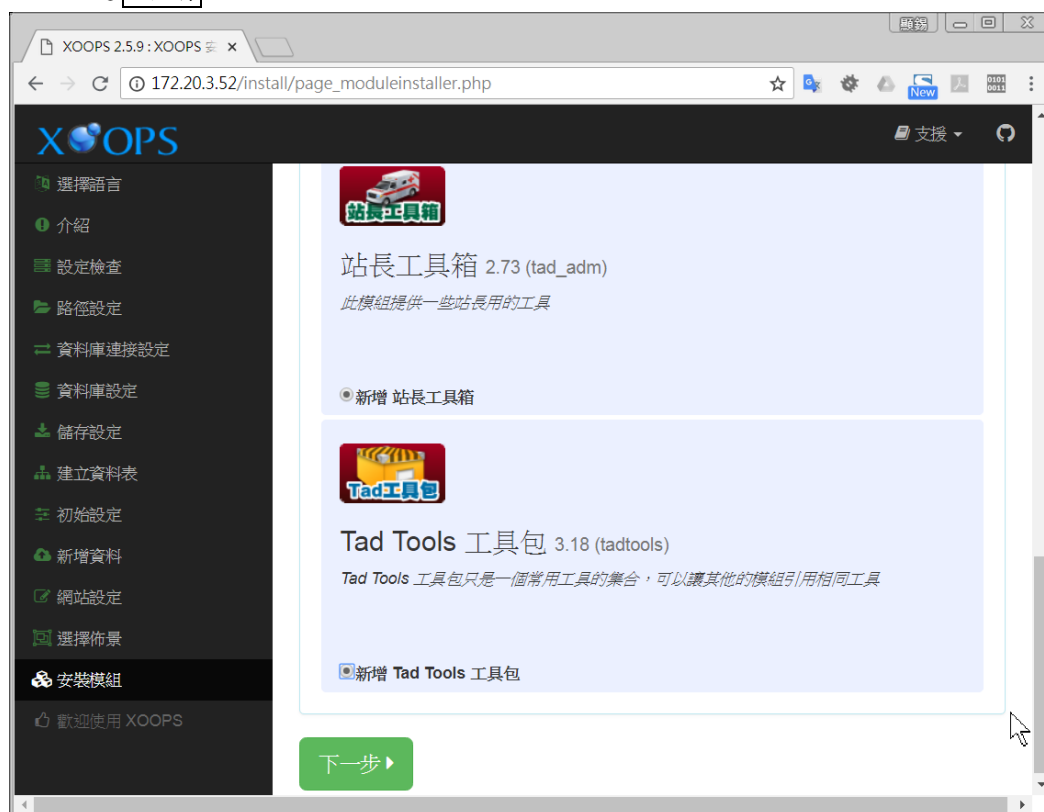 顯錫
XOOPS 2.5.9 : XOOPS 安
172.20.3.52/install/page_moduleinstaller.php
New
0101
0011
XOOPS
支援
選擇語言
介紹
設定檢查
路徑設定
資料庫連接設定
資料庫設定
儲存設定
建立資料表
初始設定
新增資料
網站設定
選擇佈景
安裝模組
歡迎使用 XOOPS
站長工具箱
站長工具箱 2.73 (tad_adm)
此模組提供一些站長用的工具
新增 站長工具箱
Tad工具包
Tad Tools 工具包 3.18 (tadtools)
Tad Tools 工具包只是一個常用工具的集合，可以讓其他的模組引用相同工具
新增 Tad Tools 工具包
下一步